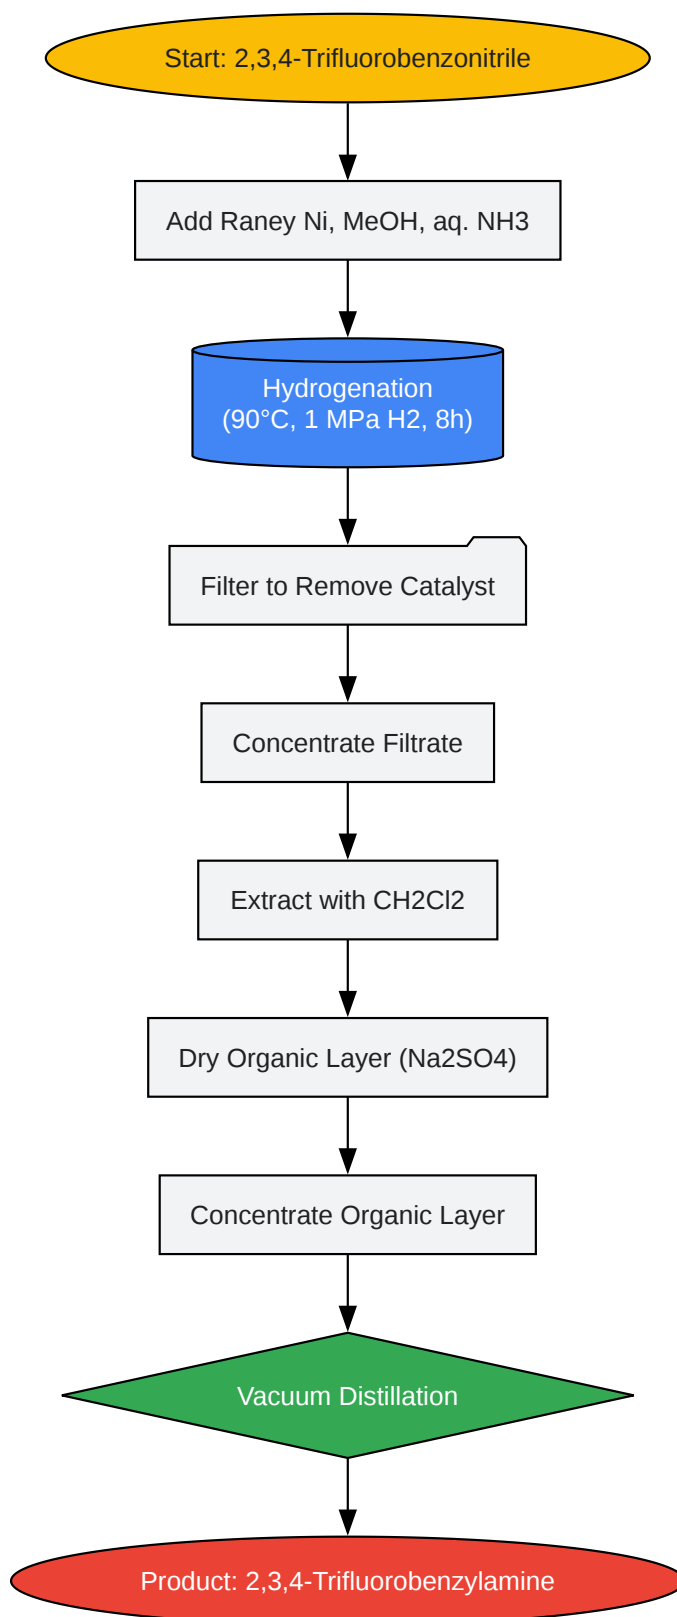 Start: 2,3,4-Trifluorobenzonitrile
Add Raney Ni, MeOH, aq. NH3
Hydrogenation
(90°C, 1 MPa H2, 8h)
Filter to Remove Catalyst
Concentrate Filtrate
Extract with CH2Cl2
Dry Organic Layer (Na2SO4)
Concentrate Organic Layer
Vacuum Distillation
Product: 2,3,4-Trifluorobenzylamine